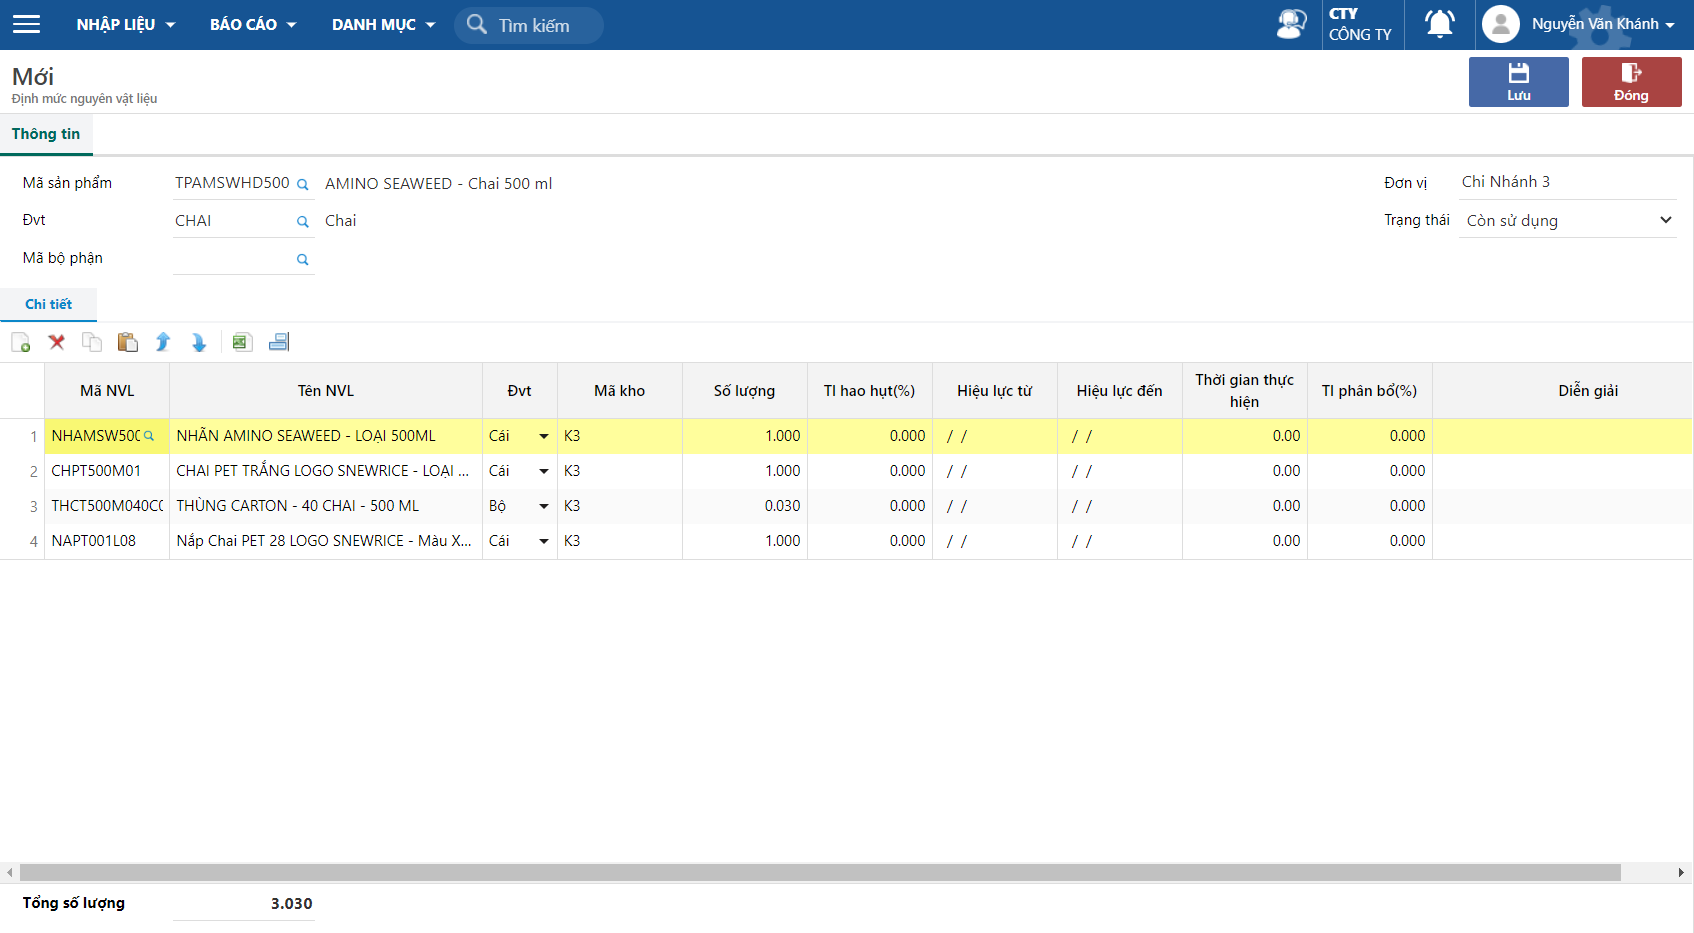 NHẬP LIỆU BÁO CÁO DANH MỤC Tìm kiếm CTY CÔNG TY Nguyễn Văn Khánh
Mới
Định mức nguyên vật liệu
Lưu Đóng
Thông tin
Mã sản phẩm TPAMSWHD500 AMINO SEAWEED - Chai 500 ml Đơn vị Chi Nhánh 3
Đvt CHAI Chai Trạng thái Còn sử dụng
Mã bộ phận
Chi tiết
Mã NVL Tên NVL Đvt Mã kho Số lượng Tl hao hụt(%) Hiệu lực từ Hiệu lực đến Thời gian thực hiện Tl phân bổ(%) Diễn giải
1 NHAMSW500 NHÃN AMINO SEAWEED - LOẠI 500ML Cái K3 1.000 0.000 / / / / 0.00 0.000
2 CHPT500M01 CHAI PET TRẮNG LOGO SNEWRICE - LOẠI ... Cái K3 1.000 0.000 / / / / 0.00 0.000
3 THCT500M040C THÙNG CARTON - 40 CHAI - 500 ML Bộ K3 0.030 0.000 / / / / 0.00 0.000
4 NAPT001L08 Nắp Chai PET 28 LOGO SNEWRICE - Màu X... Cái K3 1.000 0.000 / / / / 0.00 0.000
Tổng số lượng 3.030